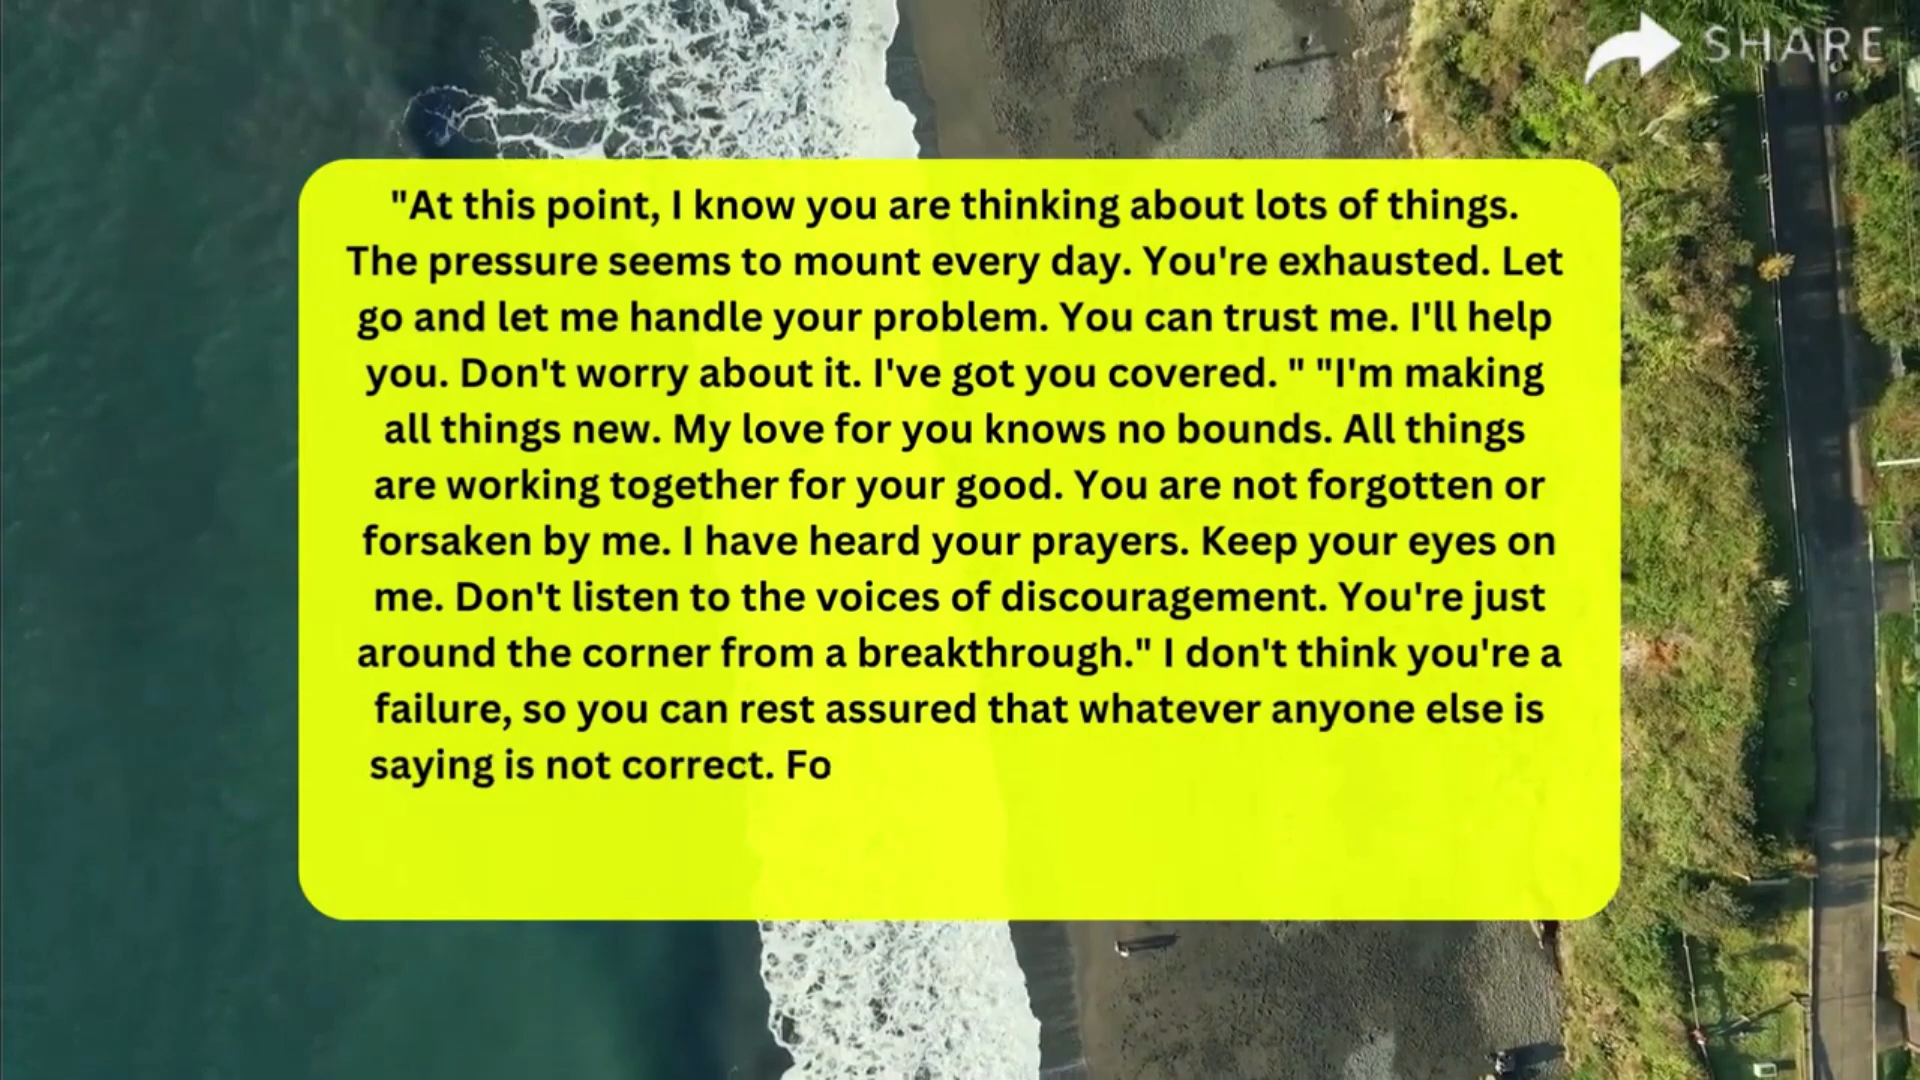 SHARE
"At this point, I know you are thinking about lots of things.
The pressure seems to mount every day. You're exhausted. Let
go and let me handle your problem. You can trust me. I'll help
you. Don't worry about it. I've got you covered. " "I'm making
all things new. My love for you knows no bounds. All things
are working together for your good. You are not forgotten or
forsaken by me. I have heard your prayers. Keep your eyes on
me. Don't listen to the voices of discouragement. You're just
around the corner from a breakthrough." I don't think you're a
failure, so you can rest assured that whatever anyone else is
saying is not correct. Fo